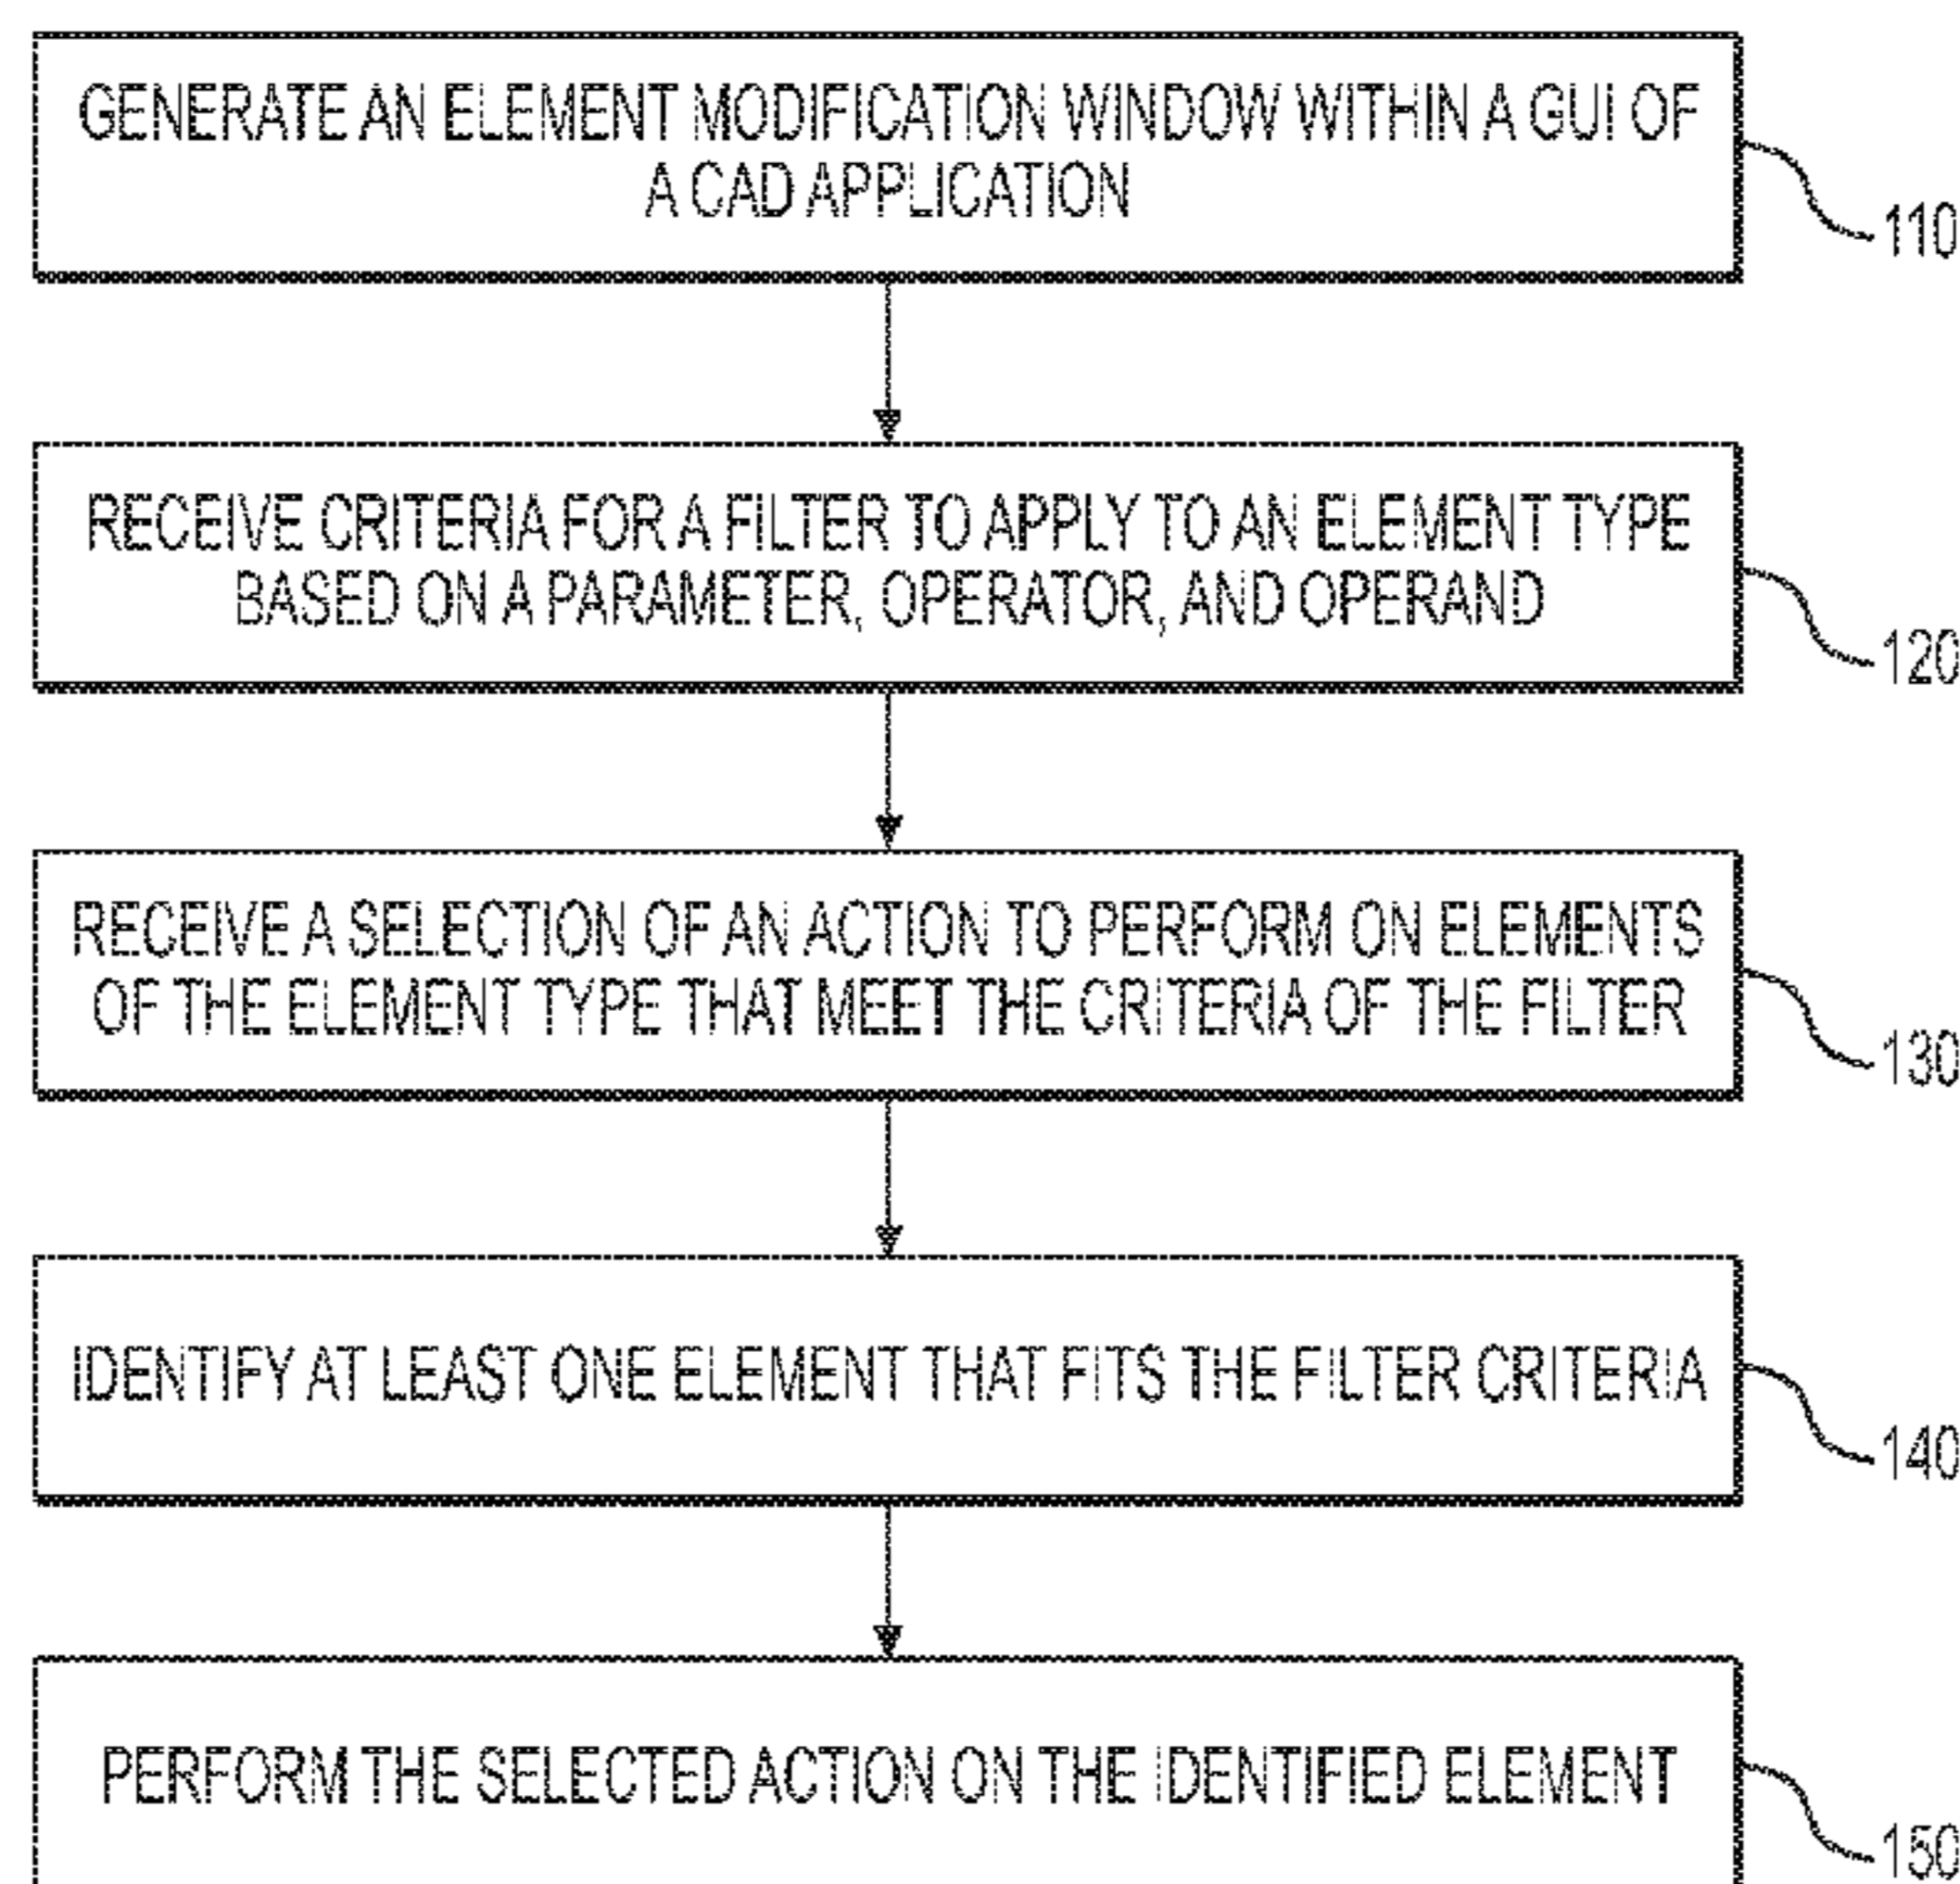 GENERATE AN ELEMENT MODIFICATION WINDOW WITHIN A GUI OF
A CAD APPLICATION
110
RECEIVE CRITERIA FOR A FILTER TO APPLY TO AN ELEMENT TYPE
BASED ON A PARAMETER, OPERATOR, AND OPERAND
120
RECEIVE A SELECTION OF AN ACTION TO PERFORM ON ELEMENTS
OF THE ELEMENT TYPE THAT MEET THE CRITERIA OF THE FILTER
130
IDENTIFY AT LEAST ONE ELEMENT THAT FITS THE FILTER CRITERIA
140
PERFORM THE SELECTED ACTION ON THE IDENTIFIED ELEMENT
150